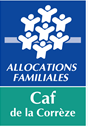 ALLOCATIONS
FAMILIALES
Caf
de la Corrèze